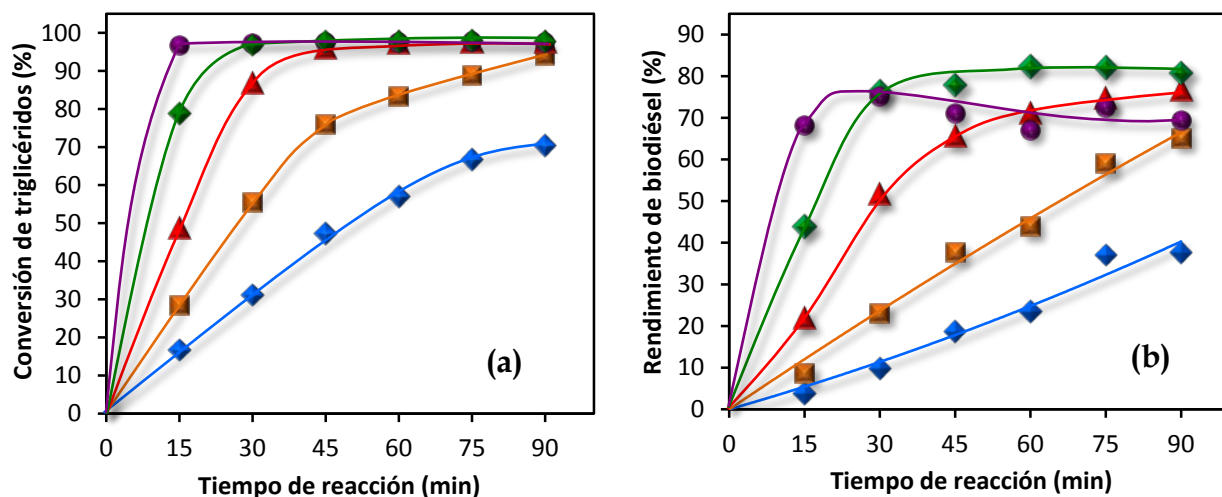 Conversión de triglicéridos (%)
100
90
80
70
60
50
40
30
20
10
0
0 15 30 45 60 75 90
Tiempo de reacción (min)
(a)
Rendimiento de biodiésel (%)
90
80
70
60
50
40
30
20
10
0
0 15 30 45 60 75 90
Tiempo de reacción (min)
(b)